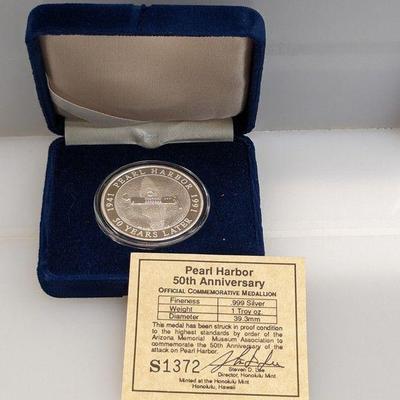 PEARL HARBOR
1941
1991
50 YEARS LATER
Pearl Harbor
50th Anniversary
OFFICIAL COMMEMORATIVE MEDALLION
Fineness .999 Silver
Weight 1 Troy oz.
Diameter 39.3mm
This medal has been struck in proof condition
to the highest standards by order of the
Arizona Memorial Museum Association to
commemorate the 50th Anniversary of the
attack on Pearl Harbor.
S1372
Steven D. Lee
Director, Honolulu Mint
Minted at the Honolulu Mint
Honolulu, Hawaii